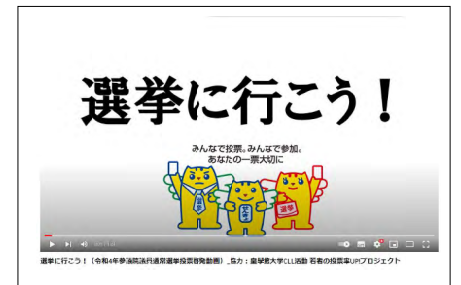 選挙に行こう！
みんなで投票。みんなで参加。
あなたの一票大切に
選挙
選挙に行こう！（令和4年参議院議員通常選挙投票啓発動画）_協力：皇學館大学CLL活動 若者の投票率UP!プロジェクト